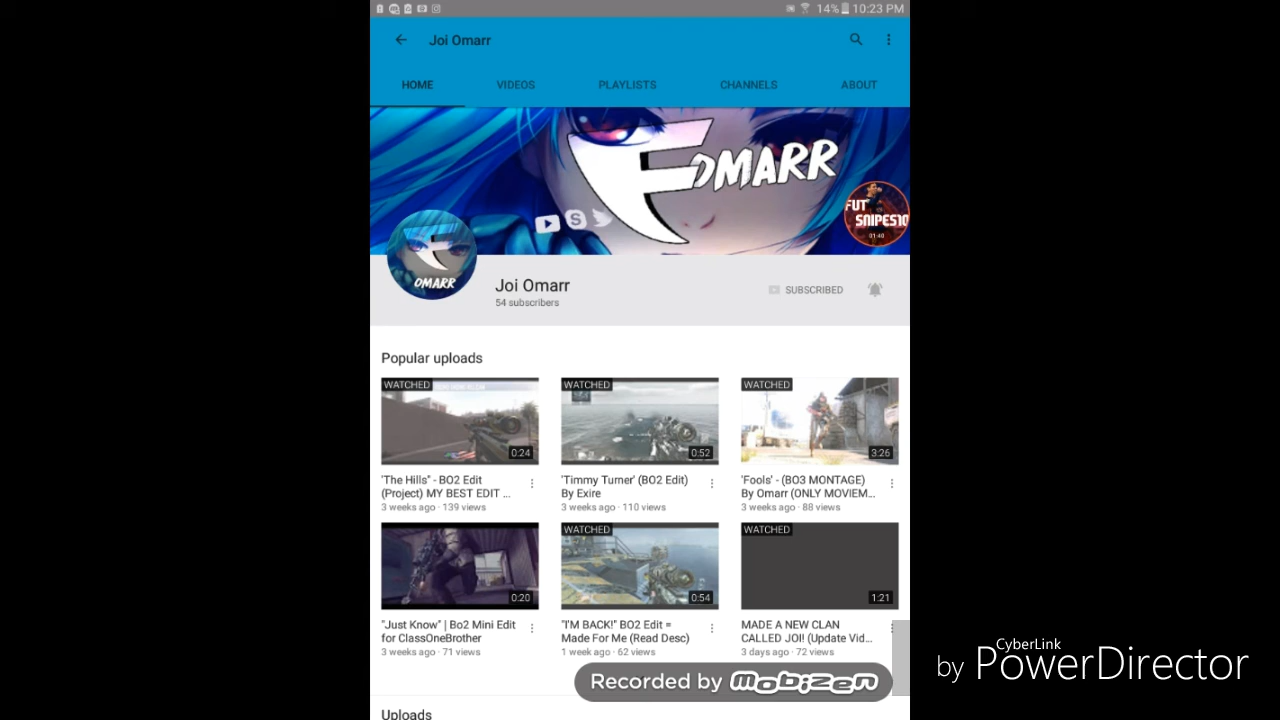 14% 10:23 PM
Joi Omarr
HOME VIDEOS PLAYLISTS CHANNELS ABOUT
OMARR
FUT
SNIPES10
01:40
OMARR
Joi Omarr
54 subscribers
SUBSCRIBED
Popular uploads
WATCHED WATCHED WATCHED
0:24 0:52 3:26
'The Hills" - BO2 Edit
(Project) MY BEST EDIT ...
3 weeks ago · 139 views
'Timmy Turner' (BO2 Edit)
By Exire
3 weeks ago · 110 views
'Fools' - (BO3 MONTAGE)
By Omarr (ONLY MOVIEM...
3 weeks ago · 88 views
WATCHED WATCHED
0:20 0:54 1:21
"Just Know" | Bo2 Mini Edit
for ClassOneBrother
3 weeks ago · 71 views
"I'M BACK!" BO2 Edit =
Made For Me (Read Desc)
1 week ago · 62 views
MADE A NEW CLAN
CALLED JOI! (Update Vid...
3 days ago · 72 views
Recorded by mobizen
Uploads
CyberLink
by PowerDirector